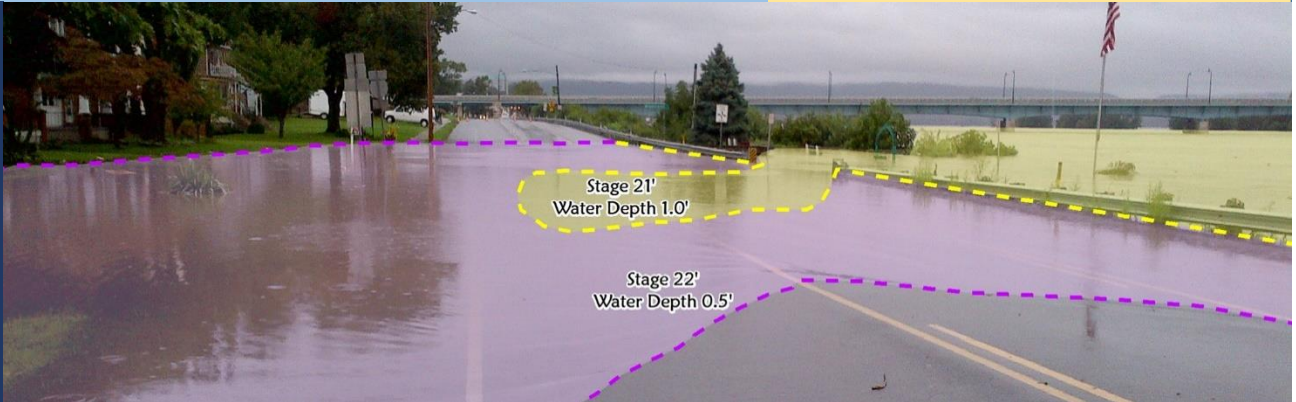 Stage 21'
Water Depth 1.0'
Stage 22'
Water Depth 0.5'